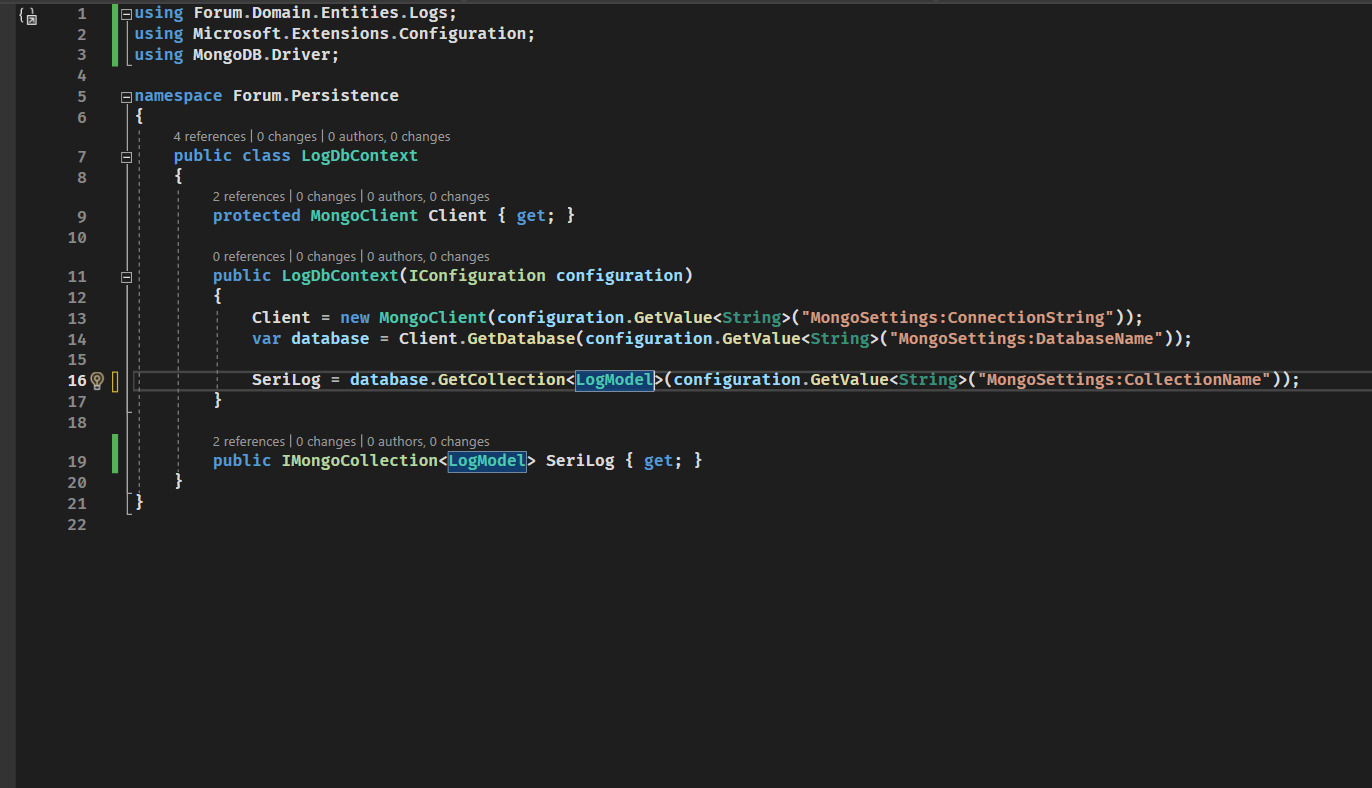 1 using Forum.Domain.Entities.Logs;
2 using Microsoft.Extensions.Configuration;
3 using MongoDB.Driver;
4
5 namespace Forum.Persistence
6 {
4 references | 0 changes | 0 authors, 0 changes
7 public class LogDbContext
8 {
2 references | 0 changes | 0 authors, 0 changes
9 protected MongoClient Client { get; }
10
0 references | 0 changes | 0 authors, 0 changes
11 public LogDbContext(IConfiguration configuration)
12 {
13 Client = new MongoClient(configuration.GetValue<String>("MongoSettings:ConnectionString"));
14 var database = Client.GetDatabase(configuration.GetValue<String>("MongoSettings:DatabaseName"));
15
16 SeriLog = database.GetCollection<LogModel>(configuration.GetValue<String>("MongoSettings:CollectionName"));
17 }
18
2 references | 0 changes | 0 authors, 0 changes
19 public IMongoCollection<LogModel> SeriLog { get; }
20 }
21 }
22